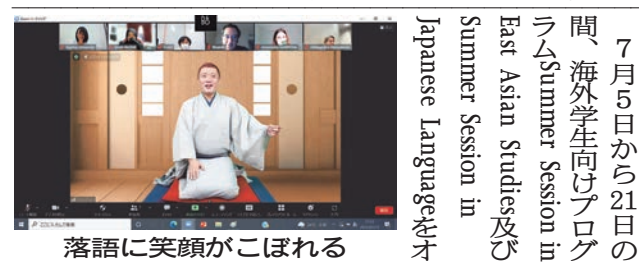 ７月５日から21日の
間、海外学生向けプログ
ラムSummer Session in
East Asian Studies及び
Summer Session in
Japanese Languageをオ
落語に笑顔がこぼれる